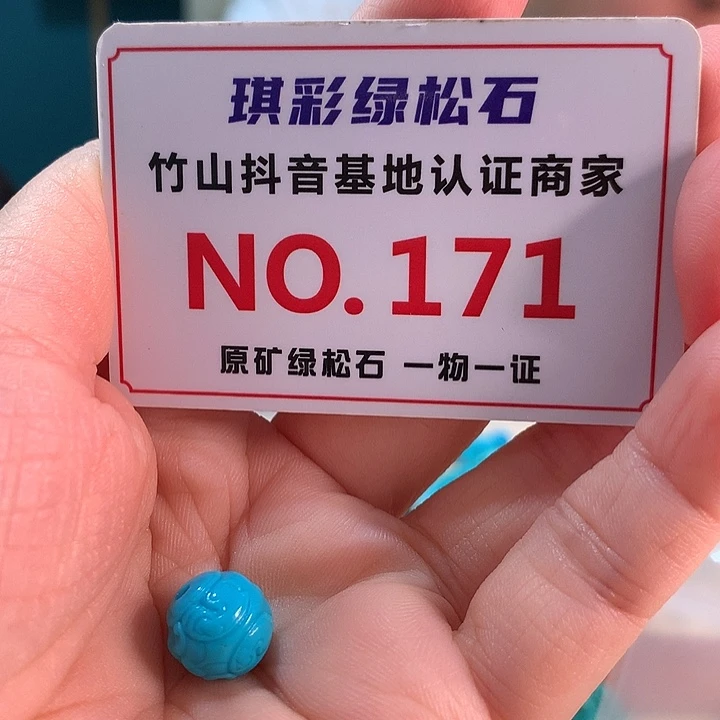 琪彩绿松石
竹山抖音基地认证商家
NO.171
原矿绿松石 一物一证